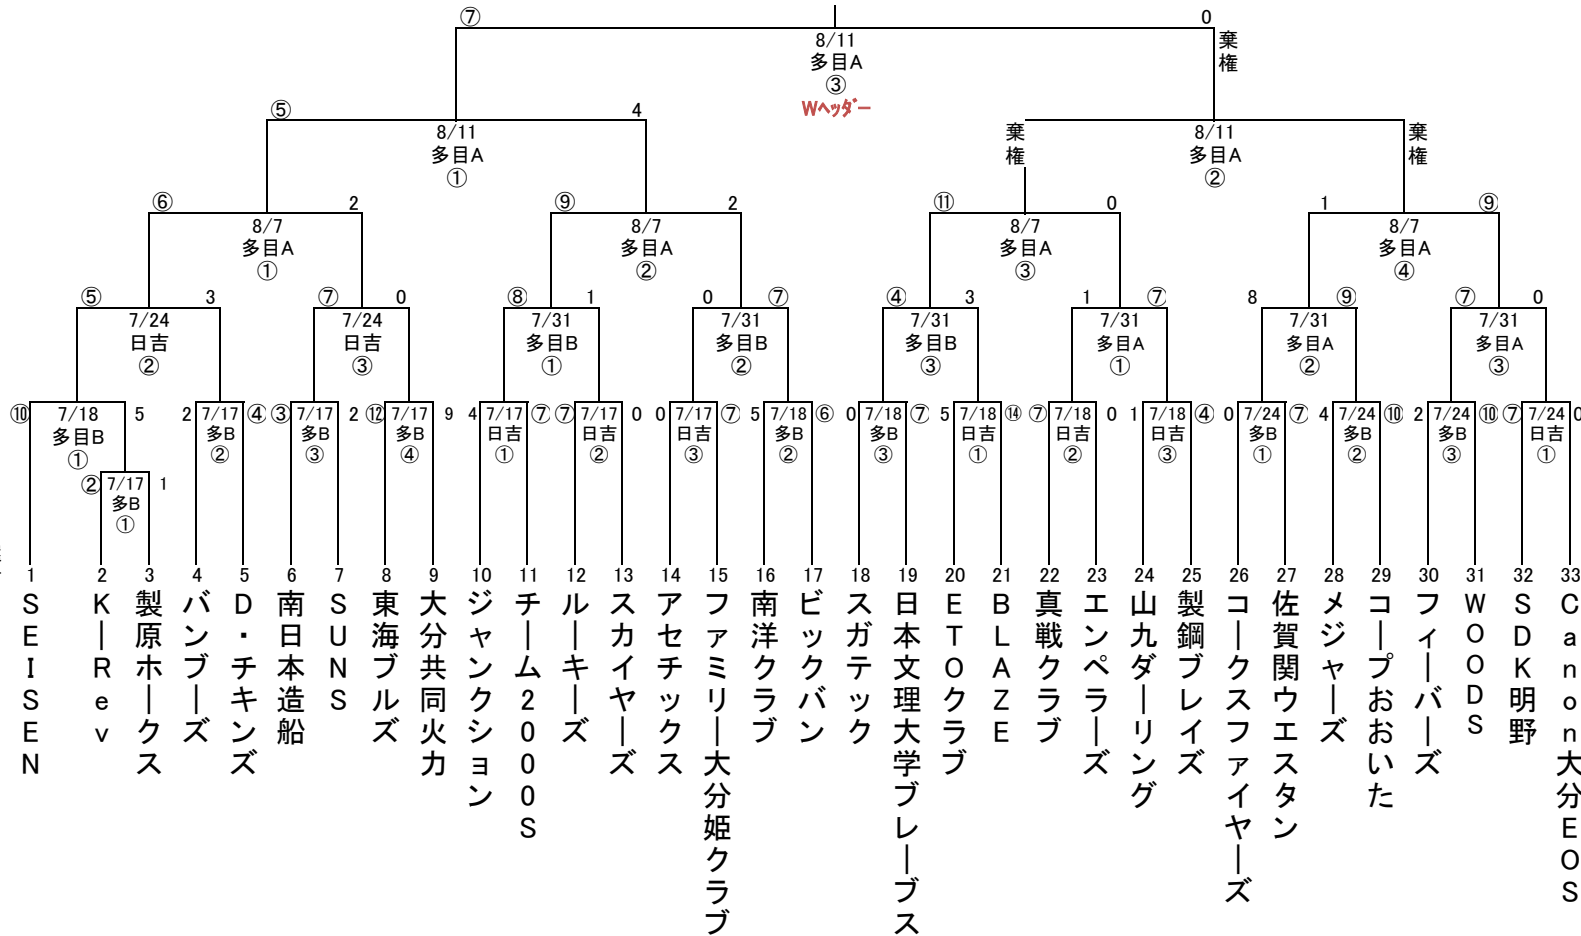 ⑦ 0
8/11
多目A
③
Wヘッダー
棄権
⑤ 4
8/11
多目A
①
棄権
8/11
多目A
②
棄権
⑥ 2
8/7
多目A
①
⑨ 2
8/7
多目A
②
⑪ 0
8/7
多目A
③
1 ⑨
8/7
多目A
④
⑤ 3
7/24
日吉
②
⑦ 0
7/24
日吉
③
⑧ 1
7/31
多目B
①
0 ⑦
7/31
多目B
②
④ 3
7/31
多目B
③
1 ⑦
7/31
多目A
①
8 ⑨
7/31
多目A
②
⑦ 0
7/31
多目A
③
⑩ 7/18 5
多目B
①
2 7/17 ④
多B
②
③ 7/17 2
多B
③
⑫ 7/17 9
多B
④
4 7/17 ⑦
日吉
①
⑦ 7/17 0
日吉
②
0 7/17 ⑦
日吉
③
5 7/18 ⑥
多B
②
0 7/18 ⑦
多B
③
5 7/18 ⑭
日吉
①
⑦ 7/18 0
日吉
②
1 7/18 ④
日吉
③
0 7/24 ⑦
多B
①
4 7/24 ⑩
多B
②
2 7/24 ⑩
多B
③
⑦ 7/24 0
日吉
①
② 7/17 1
多B
①
1 SEISEN
2 K－Rev
3 製原ホークス
4 バンブーズ
5 D・チキンズ
6 南日本造船
7 SUNS
8 東海ブルズ
9 大分共同火力
10 ジャンクション
11 チーム2000S
12 ルーキーズ
13 スカイヤーズ
14 アセチックス
15 ファミリー大分姫クラブ
16 南洋クラブ
17 ビックバン
18 スガテック
19 日本文理大学ブレーブス
20 ETOクラブ
21 BLAZE
22 真戦クラブ
23 エンペラーズ
24 山九ダーリング
25 製鋼ブレイズ
26 コークスファイヤーズ
27 佐賀関ウエスタン
28 メジャーズ
29 コープおおいた
30 フィーバーズ
31 WOODS
32 SDK明野
33 Canon大分EOS